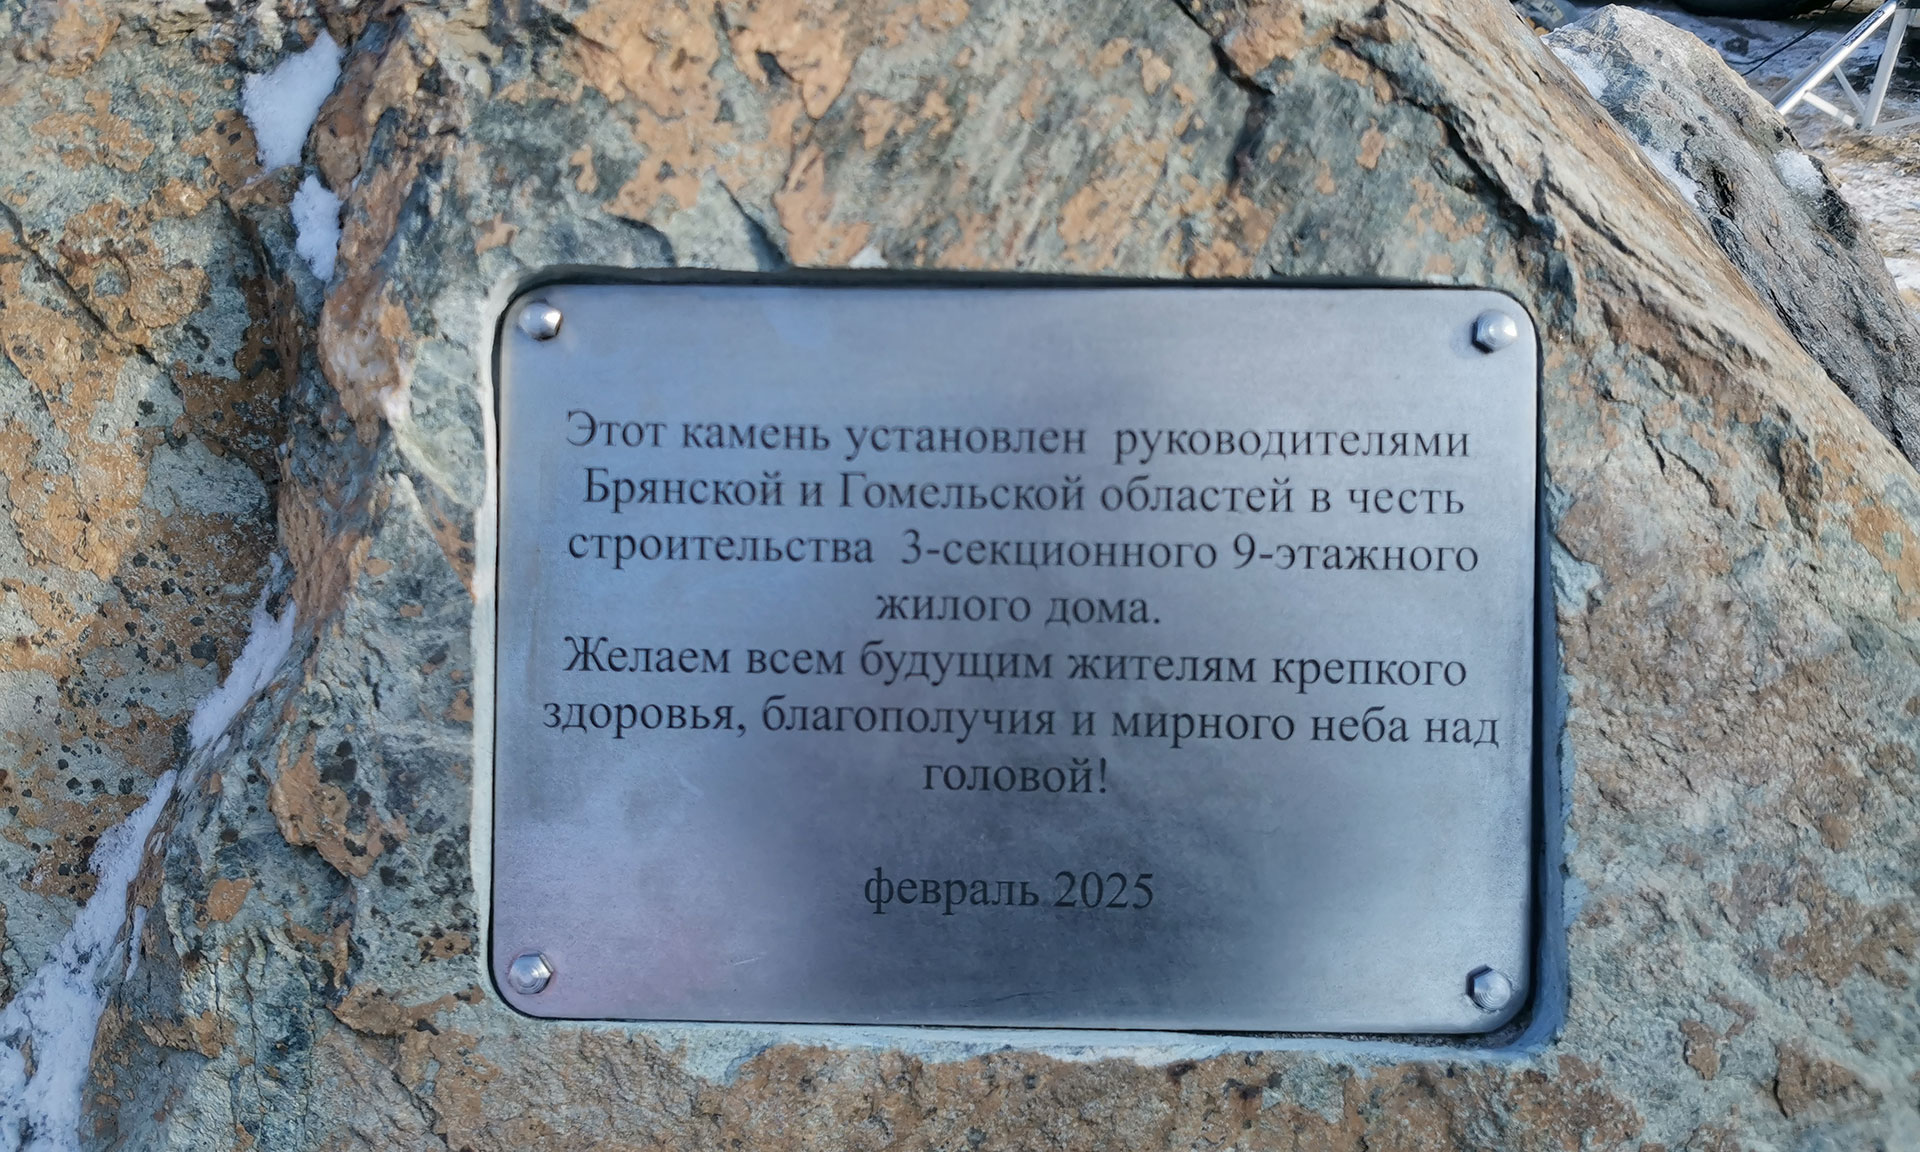 Этот камень установлен руководителями
Брянской и Гомельской областей в честь
строительства 3-секционного 9-этажного
жилого дома.
Желаем всем будущим жителям крепкого
здоровья, благополучия и мирного неба над
головой!
февраль 2025